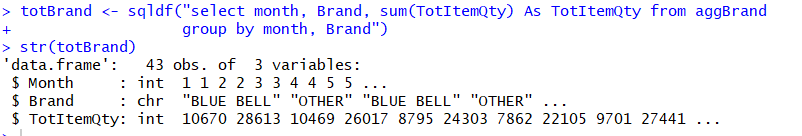 > totBrand <- sqldf("select month, Brand, sum(TotItemQty) As TotItemQty from aggBrand
+                   group by month, Brand")
> str(totBrand)
'data.frame':   43 obs. of  3 variables:
 $ Month     : int  1 1 2 2 3 3 4 4 5 5 ...
 $ Brand     : chr  "BLUE BELL" "OTHER" "BLUE BELL" "OTHER" ...
 $ TotItemQty: int  10670 28613 10469 26017 8795 24303 7862 22105 9701 27441 ...